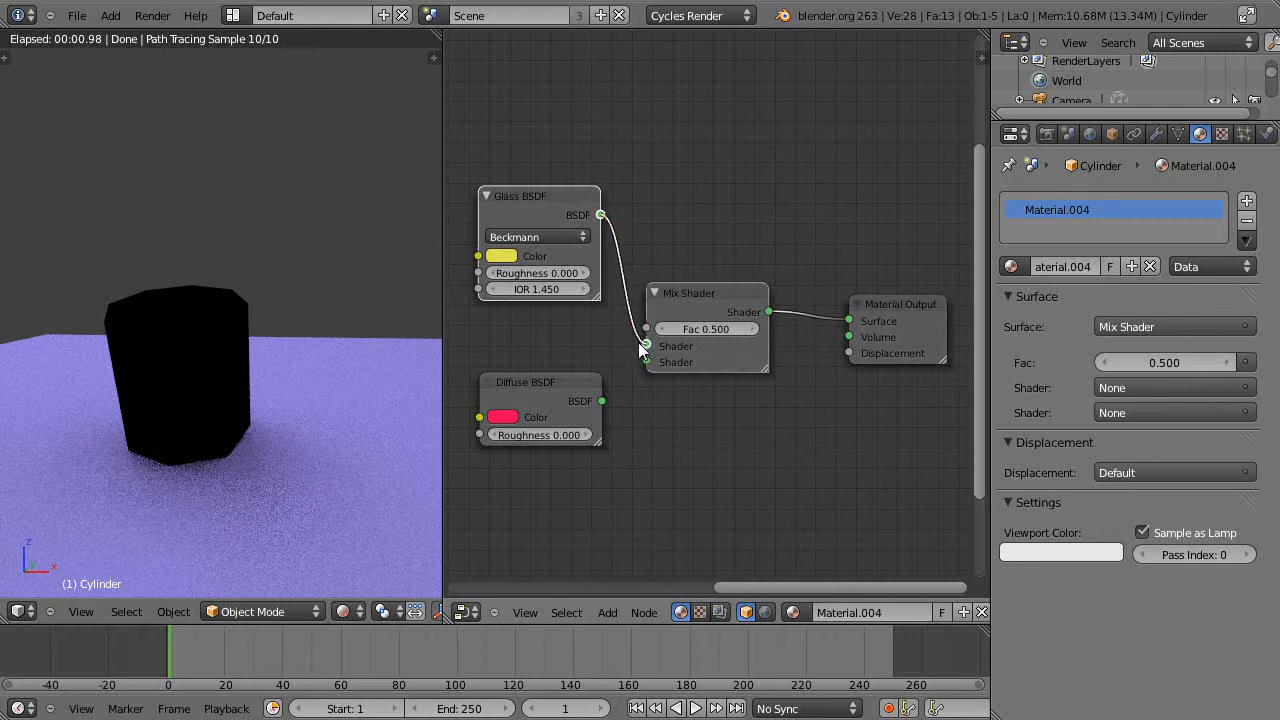 File Add Render Help Default Scene 3 Cycles Render blender.org 263 | Ve:28 | Fa:13 | Ob:1-5 | La:0 | Mem:10.68M (13.34M) | Cylinder
Elapsed: 00:00.98 | Done | Path Tracing Sample 10/10
View Search All Scenes
RenderLayers |
World
Camera
Cylinder Material.004
Material.004
aterial.004 F Data
Surface
Surface: Mix Shader
Fac: 0.500
Shader: None
Shader: None
Displacement
Displacement: Default
Settings
Viewport Color: Sample as Lamp
Pass Index: 0
Glass BSDF
BSDF
Beckmann
Color
Roughness 0.000
IOR 1.450
Mix Shader
Shader
Fac 0.500
Shader
Shader
Material Output
Surface
Volume
Displacement
Diffuse BSDF
BSDF
Color
Roughness 0.000
z
x
(1) Cylinder
View Select Object Object Mode
View Select Add Node Material.004 F
-40 -20 0 20 40 60 80 100 120 140 160 180 200 220 240 260
View Marker Frame Playback Start: 1 End: 250 1 No Sync